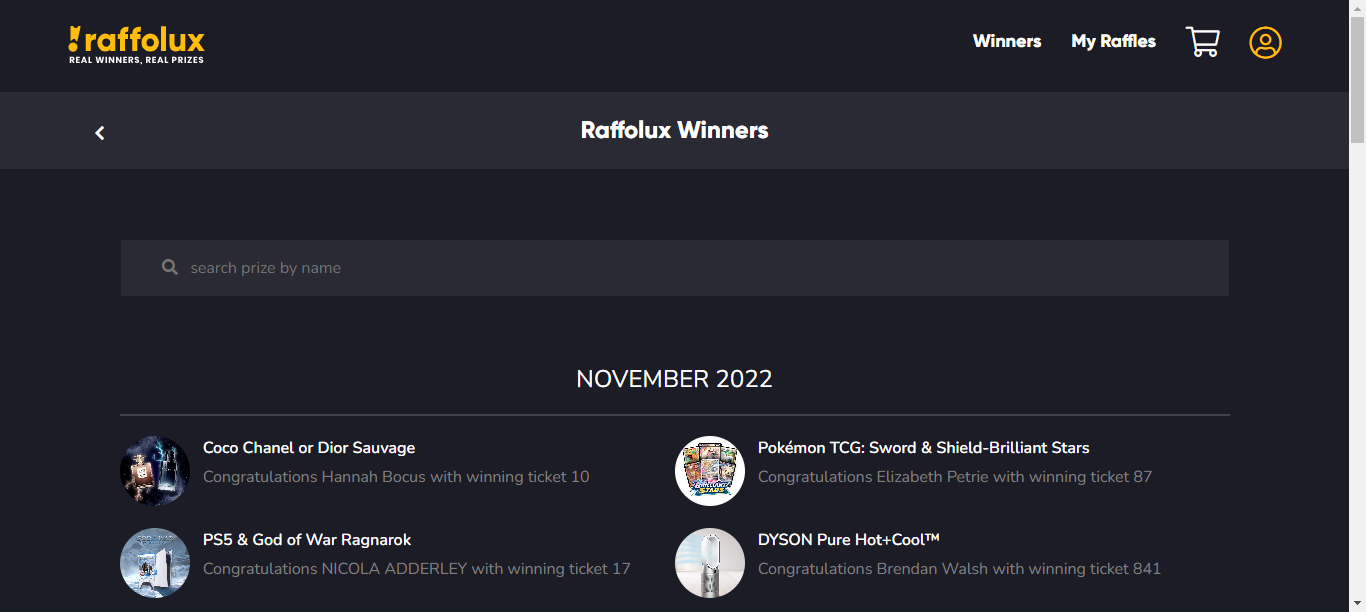 raffolux
REAL WINNERS, REAL PRIZES
Winners
My Raffles
Raffolux Winners
search prize by name
NOVEMBER 2022
Coco Chanel or Dior Sauvage
Congratulations Hannah Bocus with winning ticket 10
Pokémon TCG: Sword & Shield-Brilliant Stars
Congratulations Elizabeth Petrie with winning ticket 87
BRILLIANT
STARS
PS5 & God of War Ragnarok
Congratulations NICOLA ADDERLEY with winning ticket 17
DYSON Pure Hot+Cool™
Congratulations Brendan Walsh with winning ticket 841